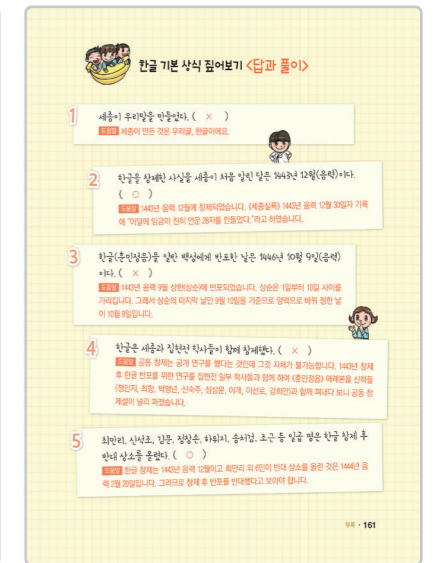 한글 기본 상식 짚어보기 <답과 풀이>
1 세종이 우리말을 만들었다. ( × )
도움말 세종이 만든 것은 우리글, 한글이에요.
2 한글을 창제한 사실을 세종이 처음 알린 달은 1443년 12월(음력)이다.
( ○ )
도움말 1443년 음력 12월에 창제되었습니다. (세종실록) 1443년 음력 12월 30일자 기록
에 "이달에 임금이 친히 언문 28자를 만들었다."라고 하였습니다.
3 한글(훈민정음)을 일반 백성에게 반포한 날은 1446년 10월 9일(음력)
이다. ( × )
도움말 1443년 음력 9월 상한(상순)에 반포되었습니다. 상순은 1일부터 10일 사이를
가리킵니다. 그래서 상순의 마지막 날인 9월 10일을 기준으로 양력으로 바꿔 정한 날
이 10월 9일입니다.
4 한글은 세종과 집현전 학사들이 함께 창제했다. ( × )
도움말 공동 창제는 공개 연구를 했다는 것인데 그것 자체가 불가능합니다. 1443년 창제
후 한글 반포를 위한 연구를 집현전 일부 학사들과 함께 하여 (훈민정음) 해례본을 신하들
(정인지, 최항, 박팽년, 신숙주, 성삼문, 이개, 이선로, 강희안)과 함께 펴내다 보니 공동 창
제설이 널리 퍼졌습니다.
5 최만리, 신석조, 김문, 정창손, 하위지, 송처검, 조근 등 일곱 명은 한글 창제 후
반대 상소를 올렸다. ( ○ )
도움말 한글 창제는 1443년 음력 12월이고 최만리 외 6인이 반대 상소를 올린 것은 1444년 음
력 2월 20일입니다. 그러므로 창제 후 반포를 반대했다고 보아야 합니다.
부록 • 161